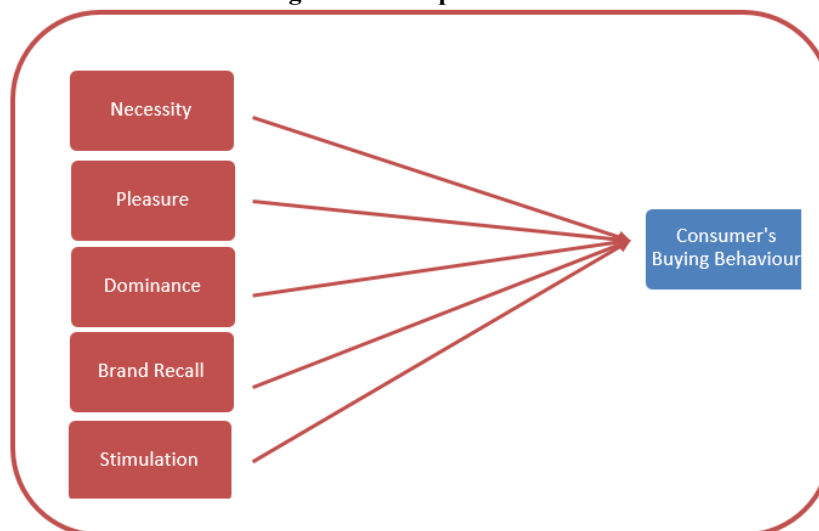 Necessity
Pleasure
Dominance
Brand Recall
Stimulation
Consumer's
Buying Behaviour